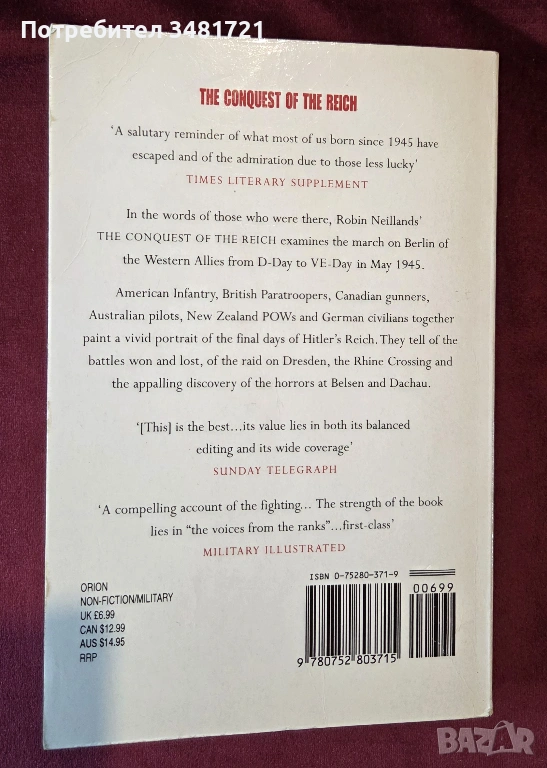 Потребител 3481721
THE CONQUEST OF THE REICH
‘A salutary reminder of what most of us born since 1945 have
escaped and of the admiration due to those less lucky’
TIMES LITERARY SUPPLEMENT
In the words of those who were there, Robin Neillands’
THE CONQUEST OF THE REICH examines the march on Berlin of
the Western Allies from D-Day to VE-Day in May 1945.
American Infantry, British Paratroopers, Canadian gunners,
Australian pilots, New Zealand POWs and German civilians together
paint a vivid portrait of the final days of Hitler’s Reich. They tell of the
battles won and lost, of the raid on Dresden, the Rhine Crossing and
the appalling discovery of the horrors at Belsen and Dachau.
‘[This] is the best...its value lies in both its balanced
editing and its wide coverage’
SUNDAY TELEGRAPH
‘A compelling account of the fighting... The strength of the book
lies in “the voices from the ranks”...first-class’
MILITARY ILLUSTRATED
ORION
NON-FICTION/MILITARY
UK £6.99
CAN $12.99
AUS $14.95
RRP
ISBN 0-75280-371-9
00699
9 780752 803715
BAZAR